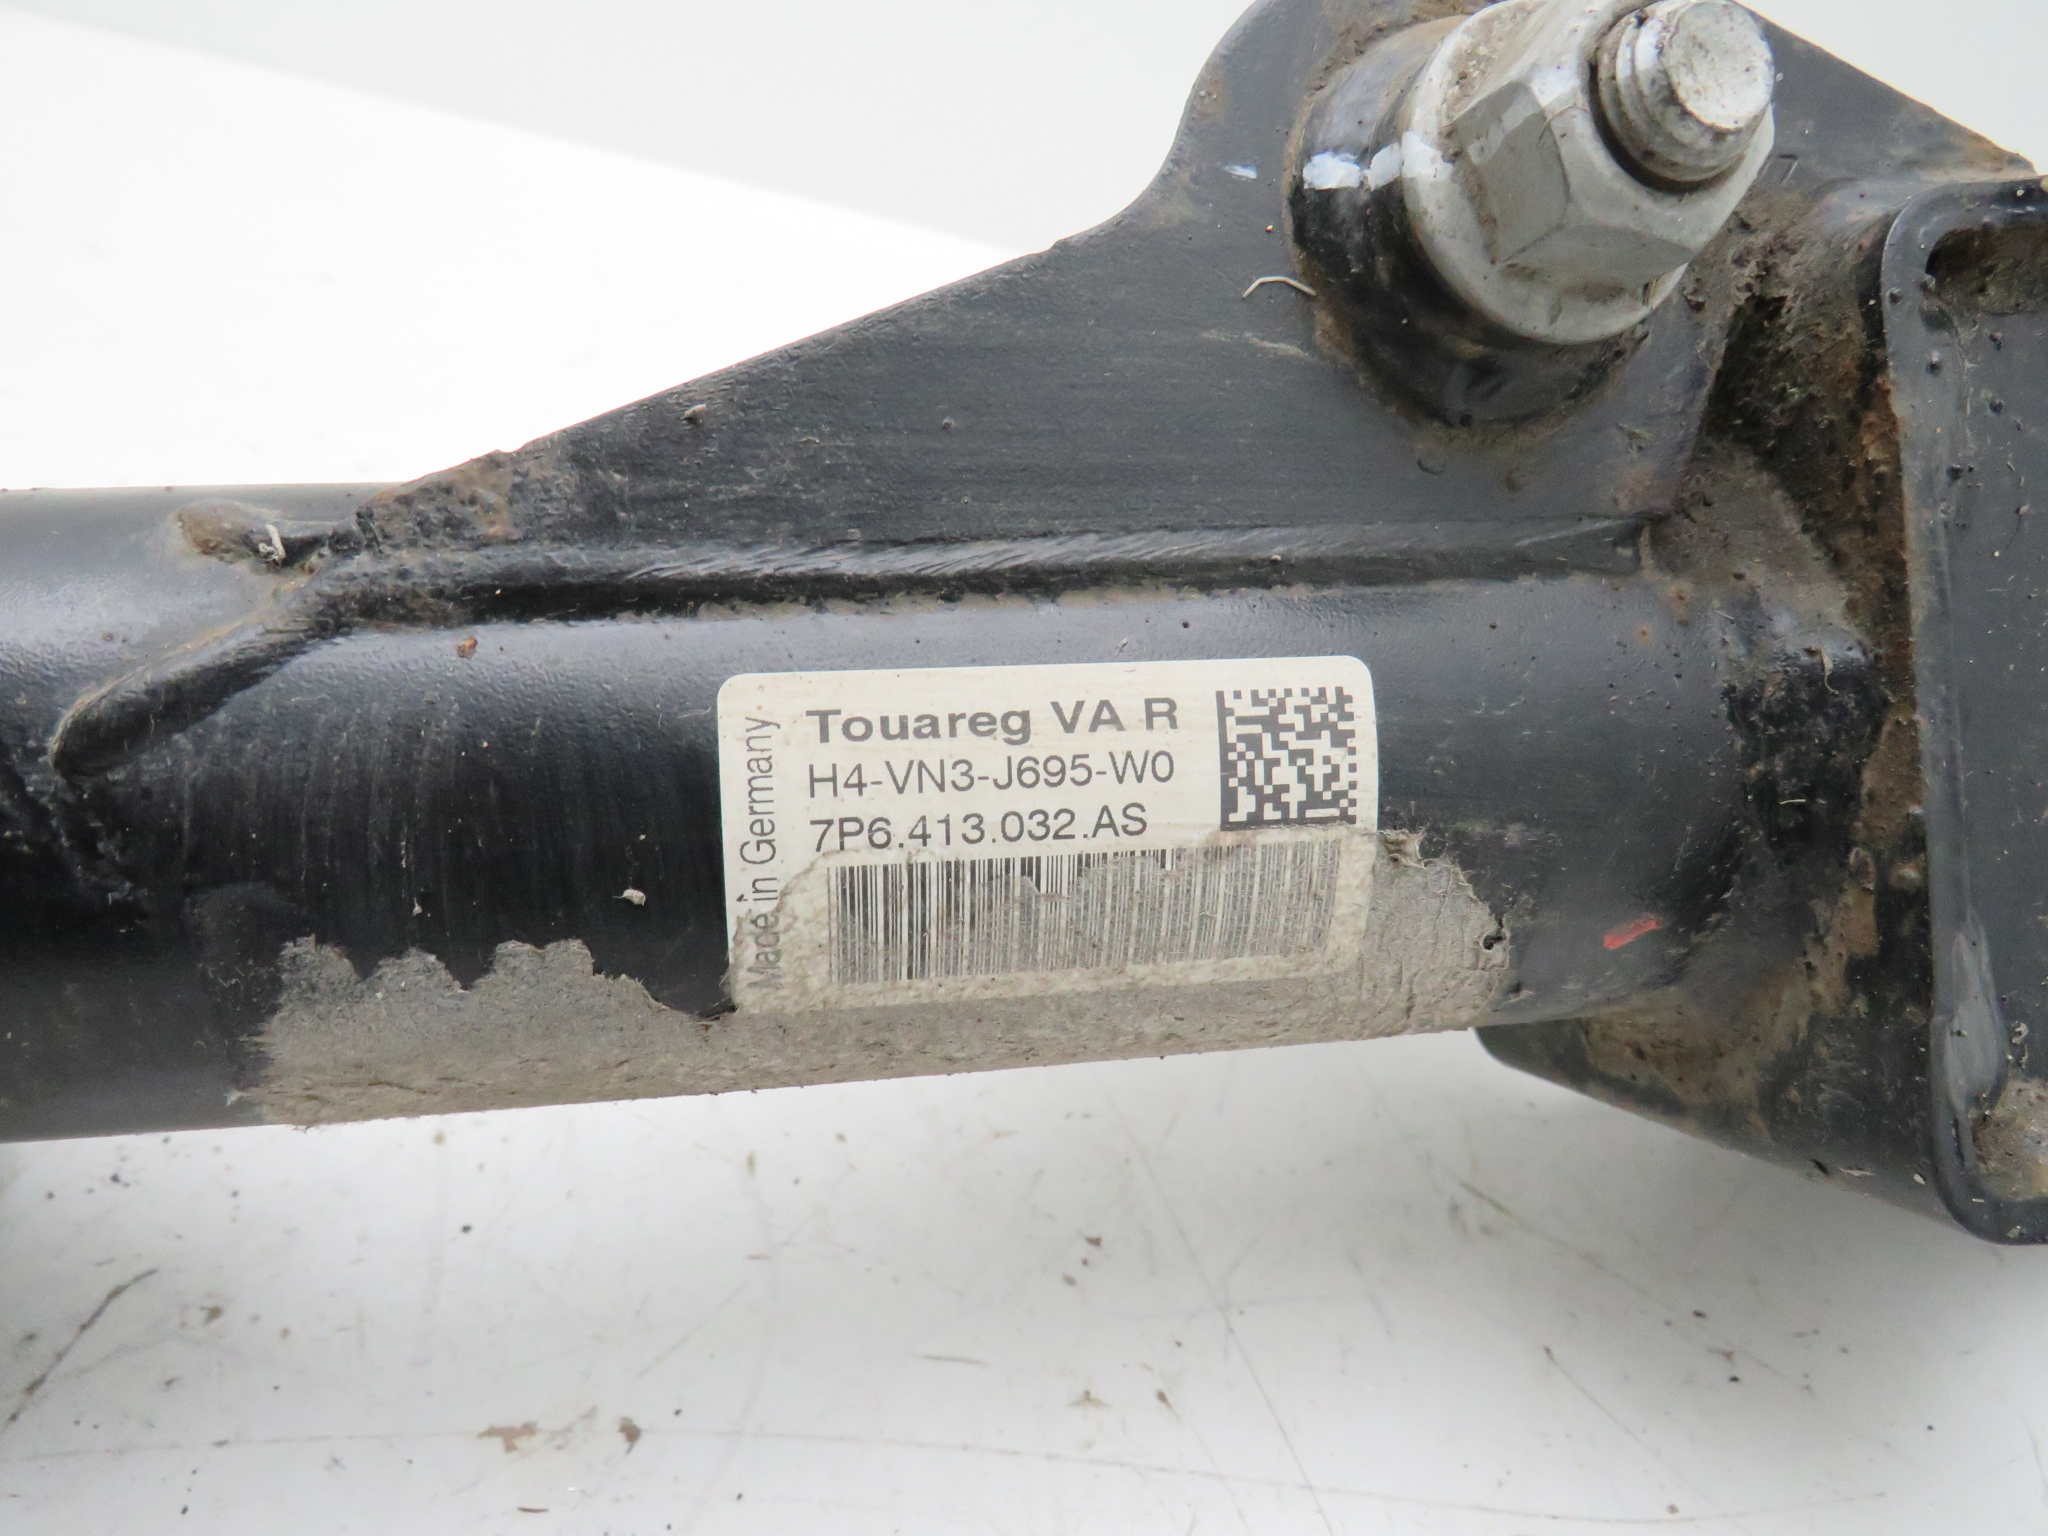 Touareg VA R
H4-VN3-J695-W0
7P6.413.032.AS
Made in Germany